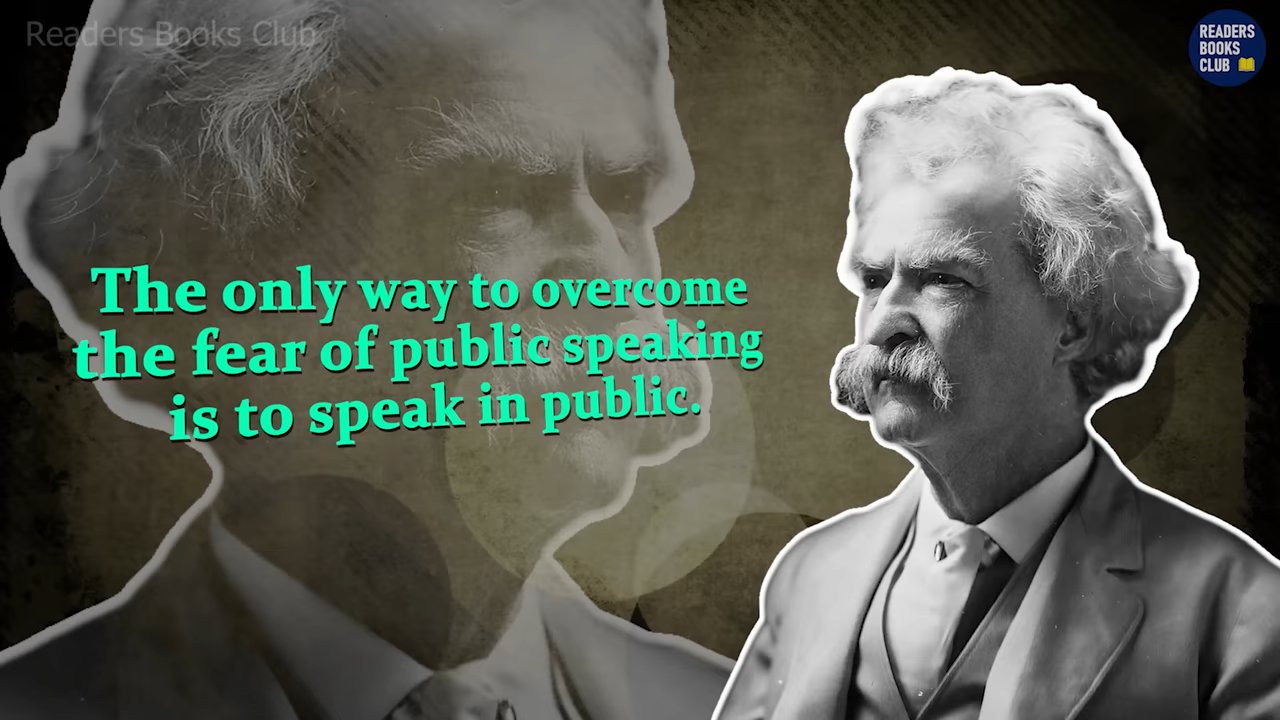 Readers Books Club
READERS
BOOKS
CLUB
The only way to overcome
the fear of public speaking
is to speak in public.